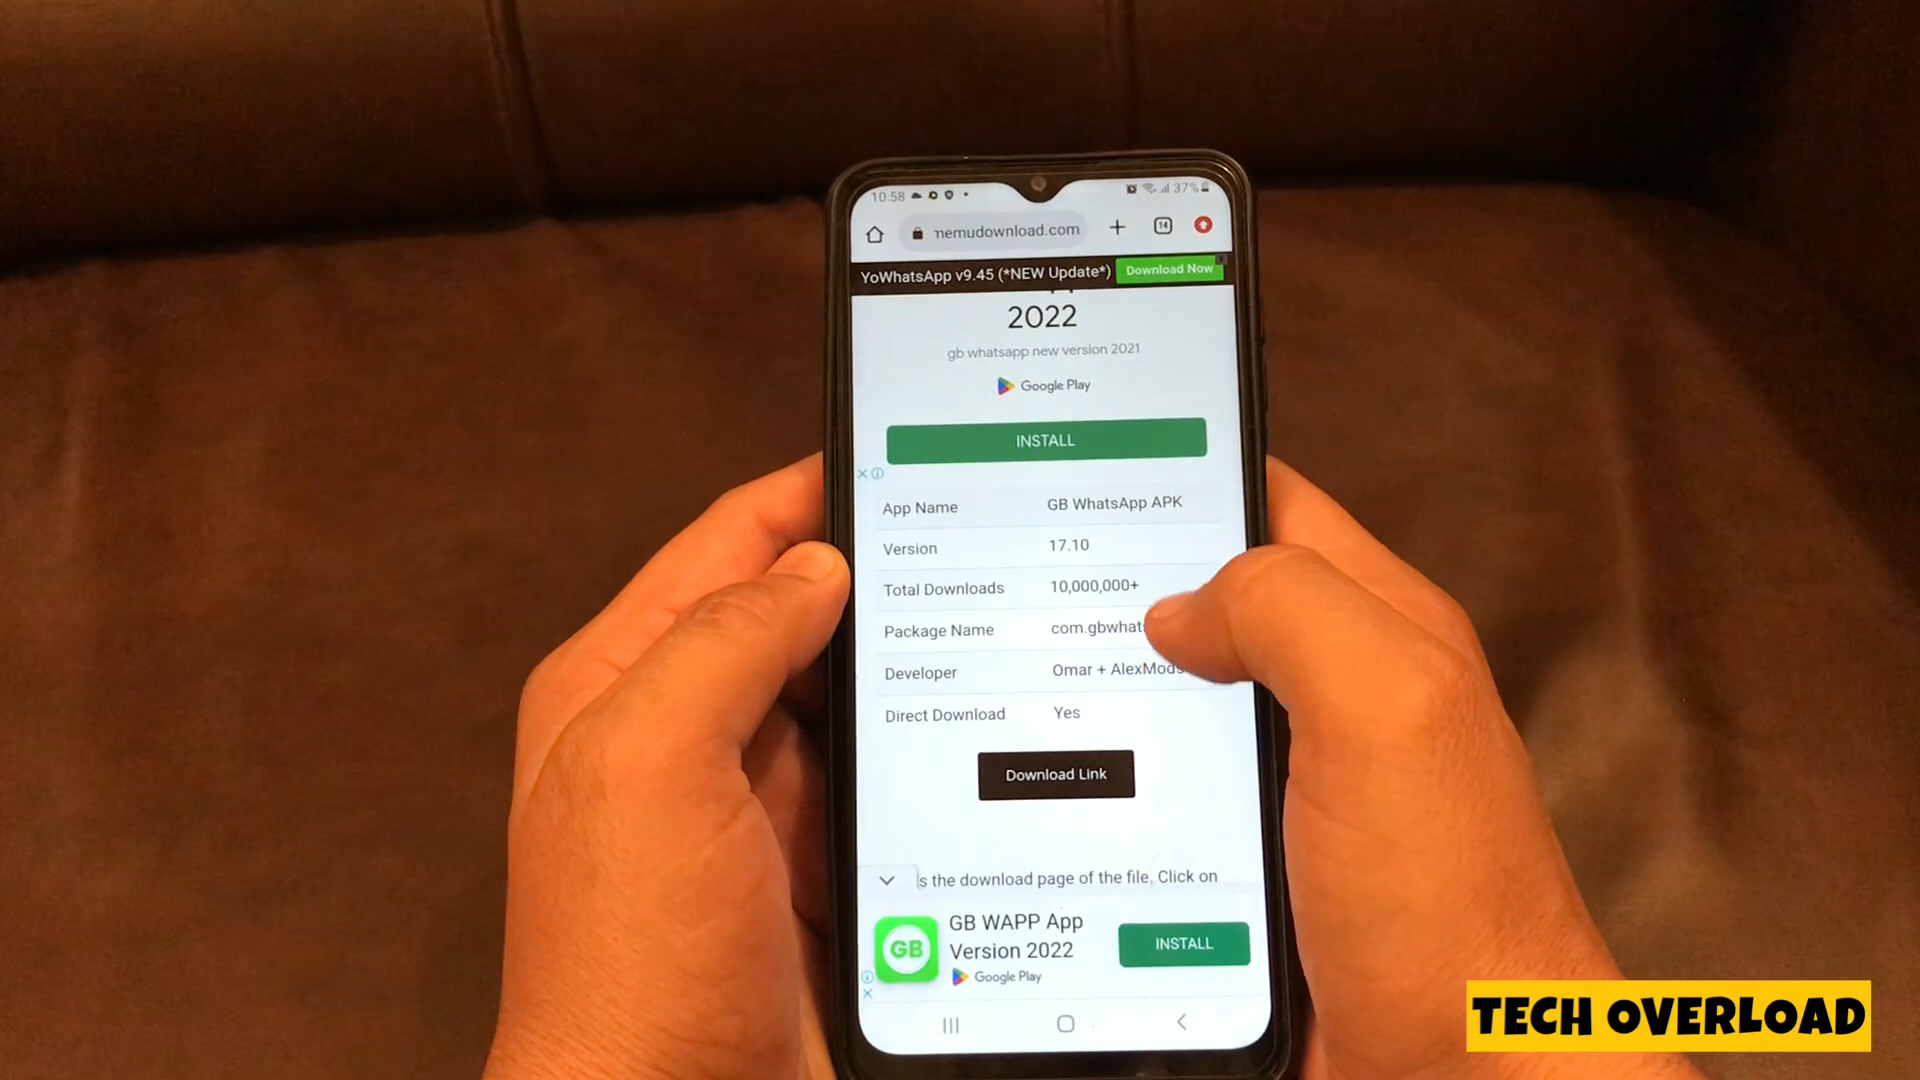 10.58
37%
nemudownload.com
14
YoWhatsApp v9.45 (*NEW Update*)
Download Now
2022
gb whatsapp new version 2021
Google Play
INSTALL
App Name GB WhatsApp APK
Version 17.10
Total Downloads 10,000,000+
Package Name com.gbwhats
Developer Omar + AlexMods
Direct Download Yes
Download Link
s the download page of the file. Click on
GB
GB WAPP App
Version 2022
Google Play
INSTALL
TECH OVERLOAD